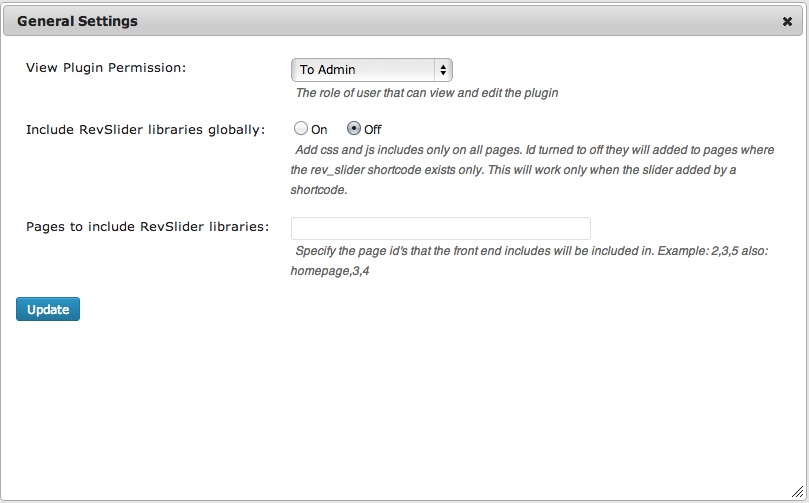 General Settings
View Plugin Permission:
To Admin
The role of user that can view and edit the plugin
Include RevSlider libraries globally:
On
Off
Add css and js includes only on all pages. Id turned to off they will added to pages where
the rev_slider shortcode exists only. This will work only when the slider added by a
shortcode.
Pages to include RevSlider libraries:
Specify the page id's that the front end includes will be included in. Example: 2,3,5 also:
homepage,3,4
Update